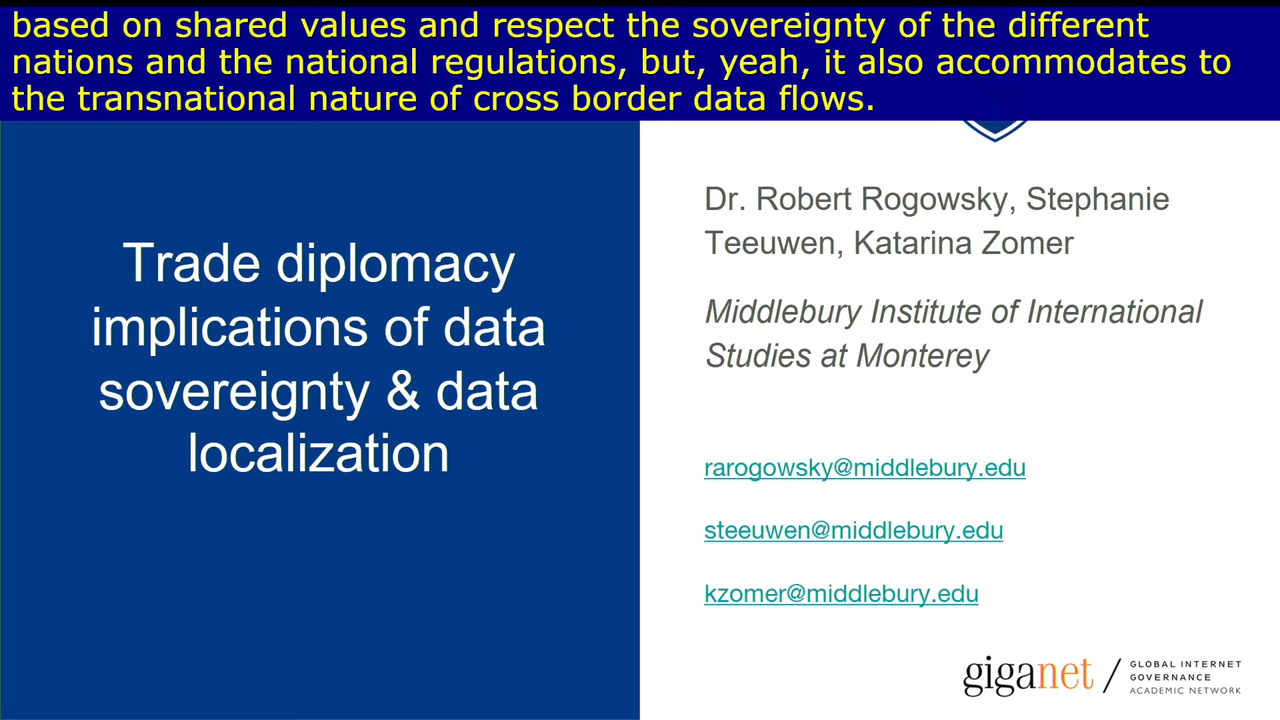 based on shared values and respect the sovereignty of the different
nations and the national regulations, but, yeah, it also accommodates to
the transnational nature of cross border data flows.
Trade diplomacy
implications of data
sovereignty & data
localization
Dr. Robert Rogowsky, Stephanie
Teeuwen, Katarina Zomer
Middlebury Institute of International
Studies at Monterey
rarogowsky@middlebury.edu
steeuwen@middlebury.edu
kzomer@middlebury.edu
giganet / GLOBAL INTERNET
GOVERNANCE
ACADEMIC NETWORK